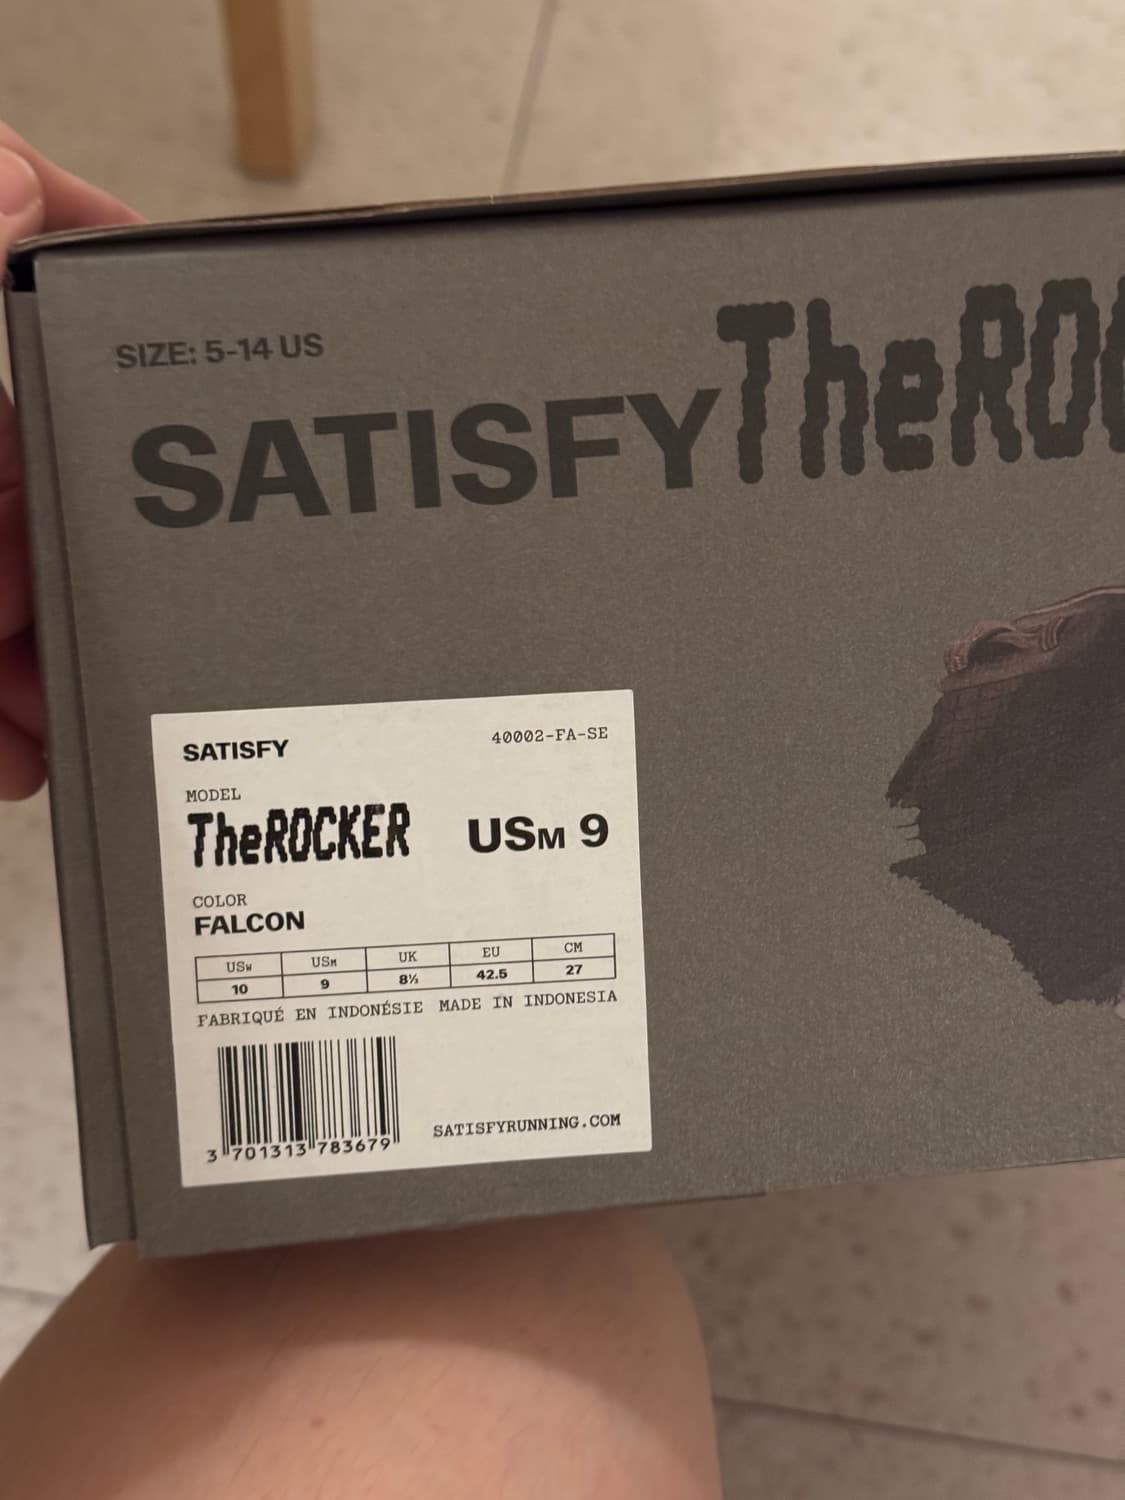 SIZE: 5-14 US
SATISFY TheROC
SATISFY 40002-FA-SE
MODEL
TheROCKER USM 9
COLOR
FALCON
USW USM UK EU CM
10 9 8½ 42.5 27
FABRIQUÉ EN INDONÉSIE MADE IN INDONESIA
3 701313 783679
SATISFYRUNNING.COM